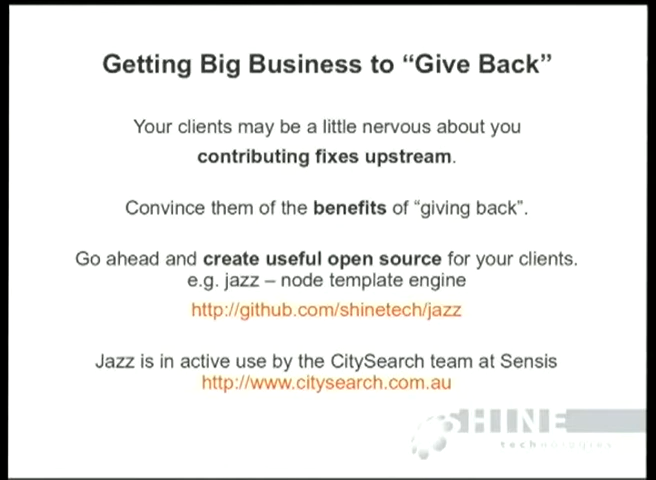 Getting Big Business to “Give Back”
Your clients may be a little nervous about you
contributing fixes upstream.
Convince them of the benefits of “giving back”.
Go ahead and create useful open source for your clients.
e.g. jazz – node template engine
http://github.com/shinetech/jazz
Jazz is in active use by the CitySearch team at Sensis
http://www.citysearch.com.au
SHINE
technologies